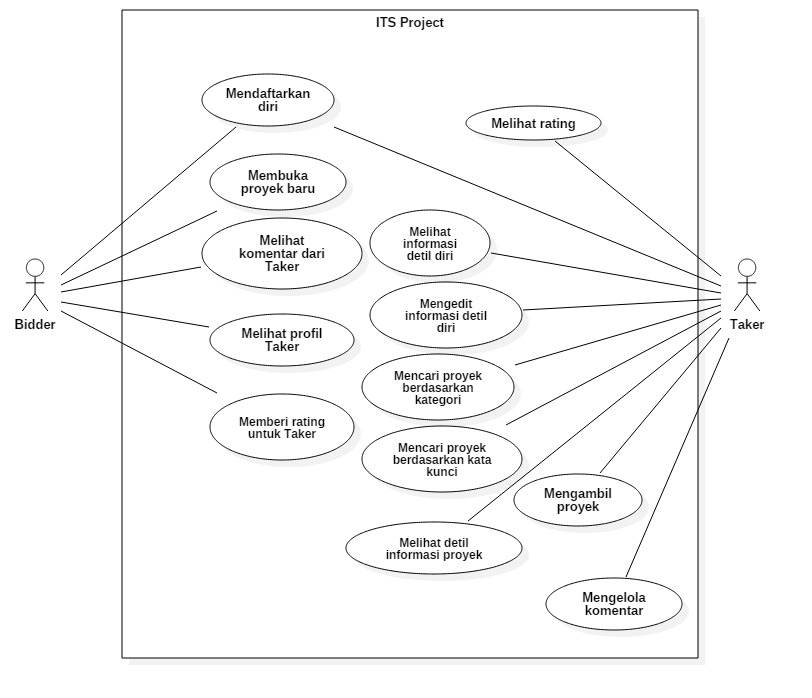 ITS Project
Mendaftarkan
diri
Melihat rating
Membuka
proyek baru
Melihat
komentar dari
Taker
Melihat
informasi
detil diri
Bidder
Mengedit
informasi detil
diri
Taker
Melihat profil
Taker
Mencari proyek
berdasarkan
kategori
Memberi rating
untuk Taker
Mencari proyek
berdasarkan kata
kunci
Mengambil
proyek
Melihat detil
informasi proyek
Mengelola
komentar